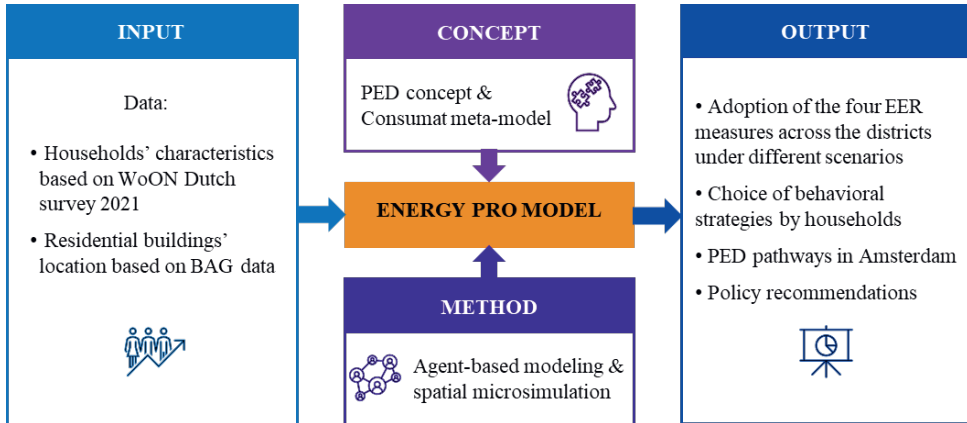 INPUT
Data:
• Households' characteristics
based on WoON Dutch
survey 2021
• Residential buildings'
location based on BAG data
CONCEPT
PED concept &
Consumat meta-model
ENERGY PRO MODEL
METHOD
Agent-based modeling &
spatial microsimulation
OUTPUT
• Adoption of the four EER
measures across the districts
under different scenarios
• Choice of behavioral
strategies by households
• PED pathways in Amsterdam
• Policy recommendations